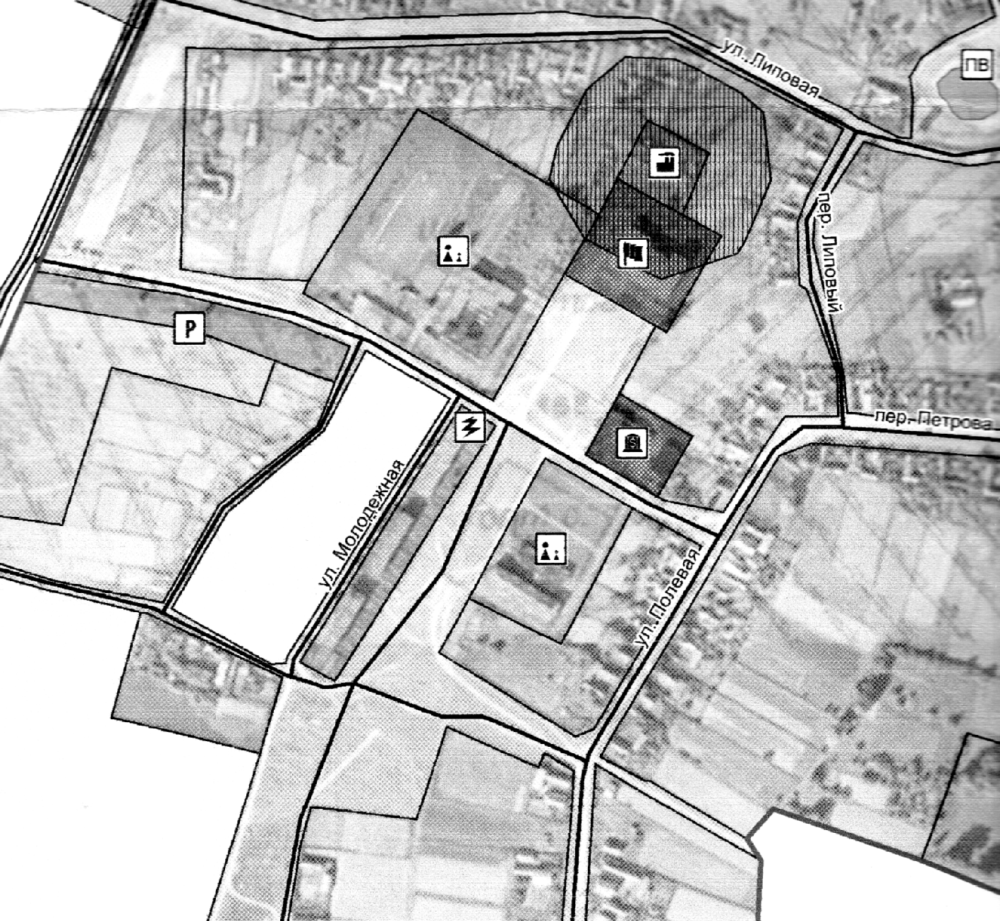 ул. Липовая
ПВ
пер. Липовый
P
пер. Петрова
ул. Молодежная
ул. Полевая